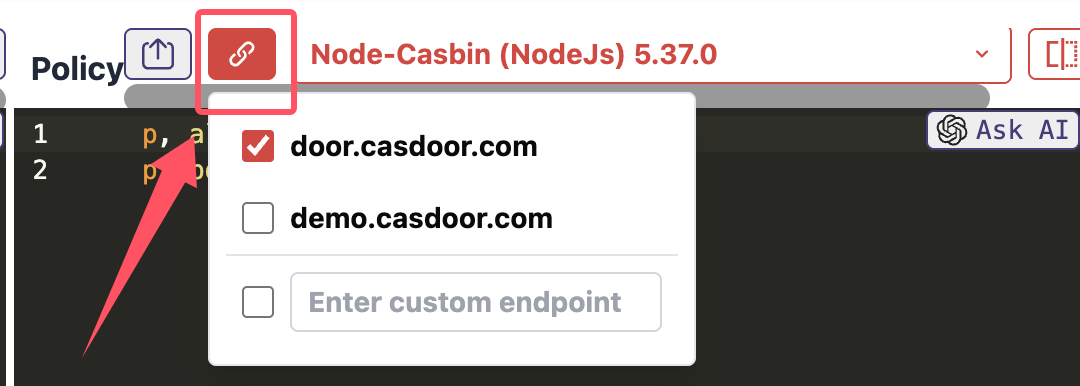 Policy
Node-Casbin (NodeJs) 5.37.0
1 p, a
2 p
Ask AI
door.casdoor.com
demo.casdoor.com
Enter custom endpoint